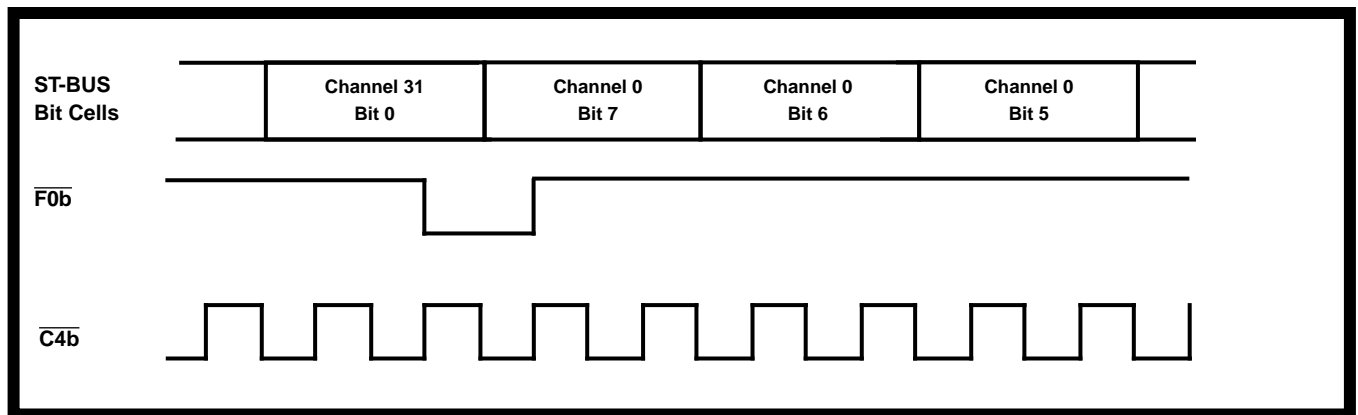 ST-BUS
Bit Cells
Channel 31
Bit 0
Channel 0
Bit 7
Channel 0
Bit 6
Channel 0
Bit 5
F0b
C4b